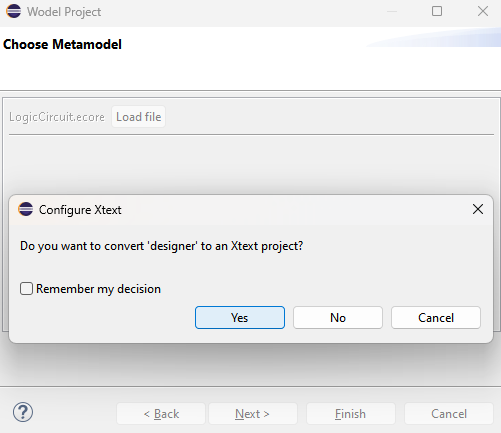 Wodel Project
Choose Metamodel
LogicCircuit.ecore Load file
Configure Xtext
Do you want to convert 'designer' to an Xtext project?
Remember my decision
Yes No Cancel
? < Back Next > Finish Cancel